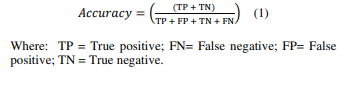 Accuracy = ( (TP + TN) / TP + FP + TN + FN ) (1)
Where: TP = True positive; FN= False negative; FP= False
positive; TN = True negative.